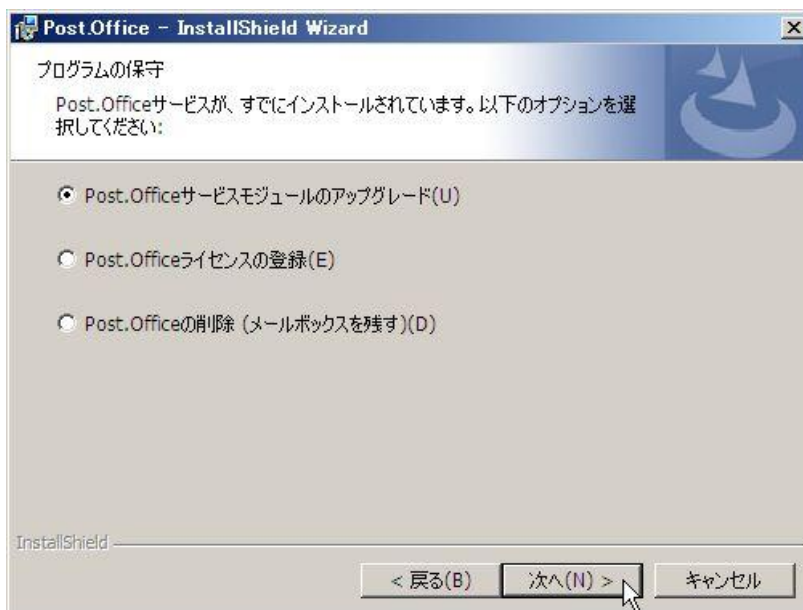 Post.Office - InstallShield Wizard
プログラムの保守
Post.Officeサービスが、すでにインストールされています。以下のオプションを選
択してください:
Post.Officeサービスモジュールのアップグレード(U)
Post.Officeライセンスの登録(E)
Post.Officeの削除 (メールボックスを残す)(D)
InstallShield
< 戻る(B)
次へ(N) >
キャンセル